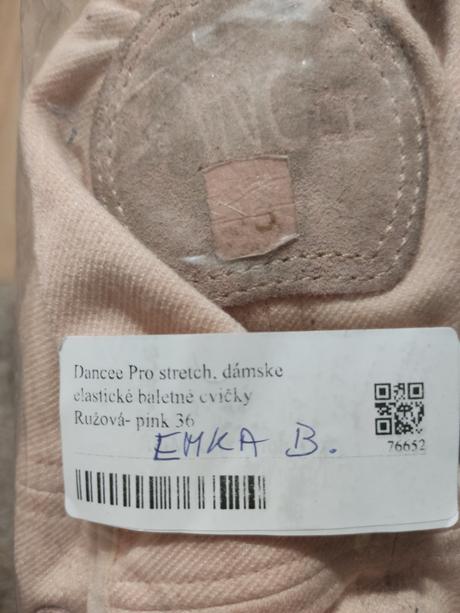 Dancee Pro stretch, dámske
elastické baletné cvičky
Ružová- pink 36
EMKA B.
76652